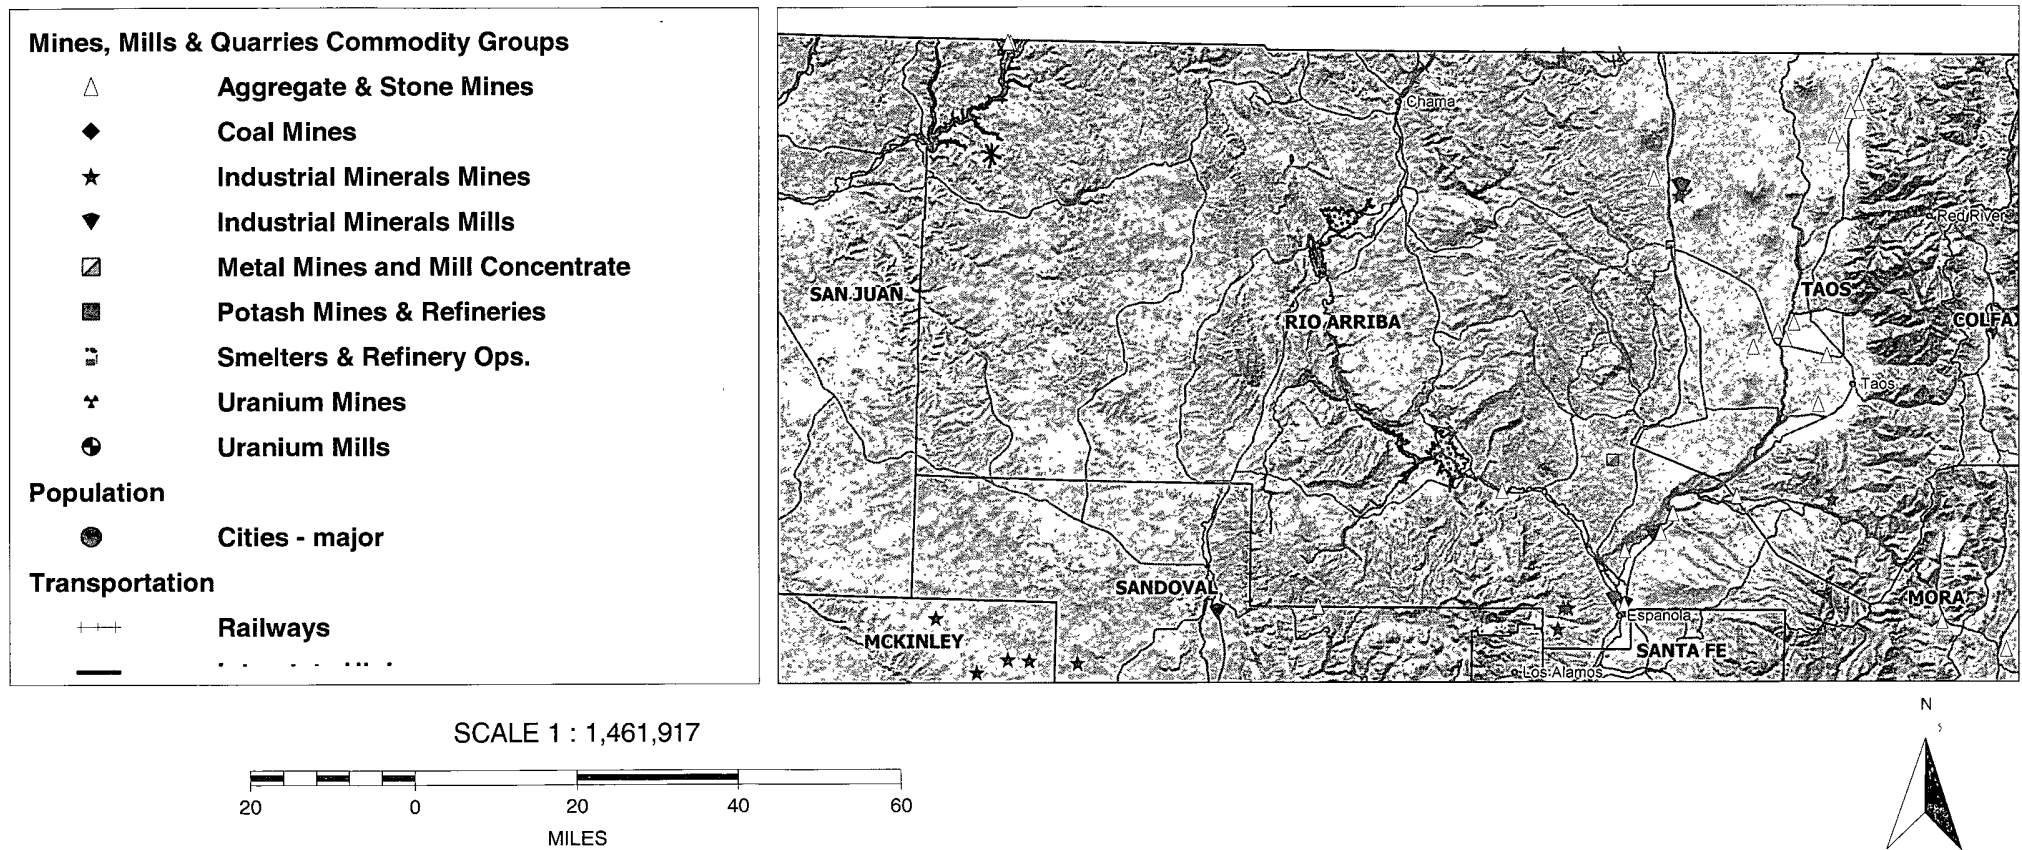 Mines, Mills & Quarries Commodity Groups
Aggregate & Stone Mines
Coal Mines
Industrial Minerals Mines
Industrial Minerals Mills
Metal Mines and Mill Concentrate
Potash Mines & Refineries
Smelters & Refinery Ops.
Uranium Mines
Uranium Mills
Population
Cities - major
Transportation
Railways
Chama
Red River
SAN JUAN
TAOS
RIO ARRIBA
COLFAX
Taos
SANDOVAL
MORA
Espanola
MCKINLEY
SANTA FE
Los Alamos
SCALE 1 : 1,461,917
20 0 20 40 60
MILES
N